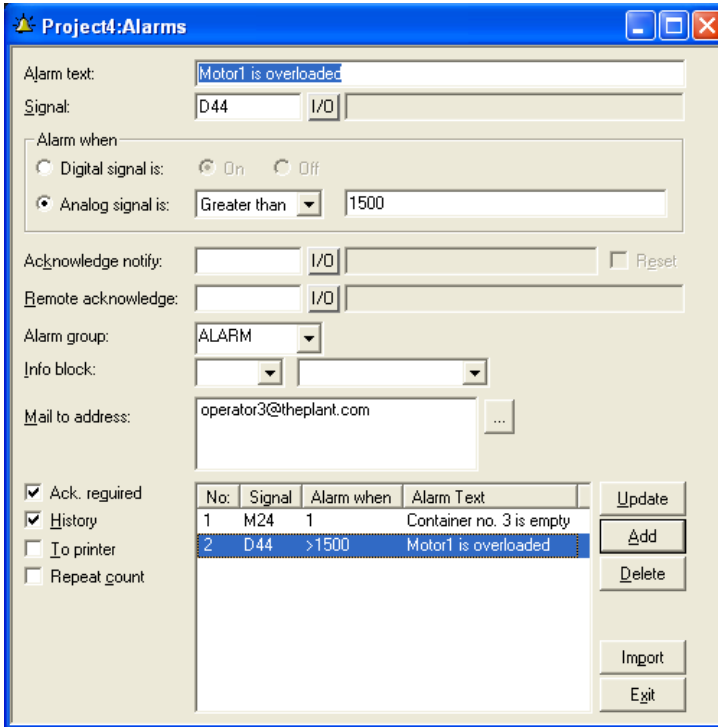 Project4:Alarms
Alarm text: Motor1 is overloaded
Signal: D44 I/O
Alarm when
Digital signal is: On Off
Analog signal is: Greater than 1500
Acknowledge notify: I/O Reset
Remote acknowledge: I/O
Alarm group: ALARM
Info block:
Mail to address: operator3@theplant.com ...
Ack. required
History
To printer
Repeat count
No: Signal Alarm when Alarm Text
1 M24 1 Container no. 3 is empty
2 D44 >1500 Motor1 is overloaded
Update
Add
Delete
Import
Exit